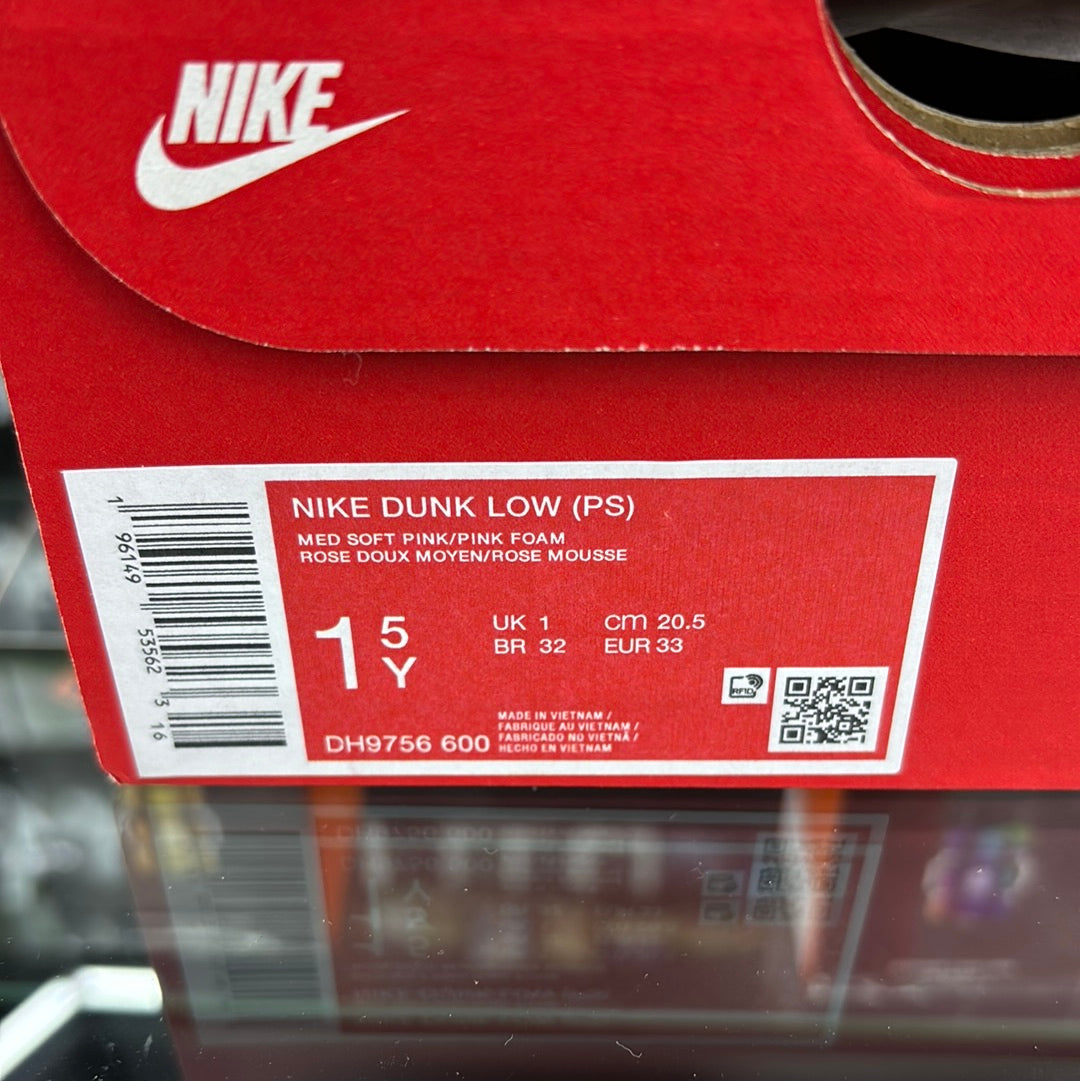 NIKE
NIKE DUNK LOW (PS)
MED SOFT PINK/PINK FOAM
ROSE DOUX MOYEN/ROSE MOUSSE
1 5 Y
UK 1 cm 20.5
BR 32 EUR 33
RFID
DH9756 600
MADE IN VIETNAM /
FABRIQUE AU VIETNAM /
FABRICADO NO VIETNÃ /
HECHO EN VIETNAM
1 96149 53562 3 16